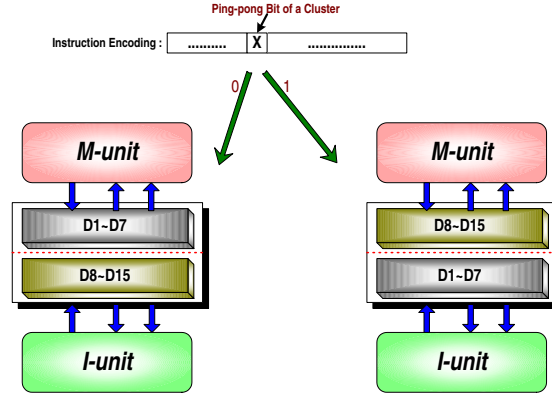 Ping-pong Bit of a Cluster
Instruction Encoding : .......... X ...............
0 1
M-unit M-unit
D1~D7 D8~D15
D8~D15 D1~D7
I-unit I-unit